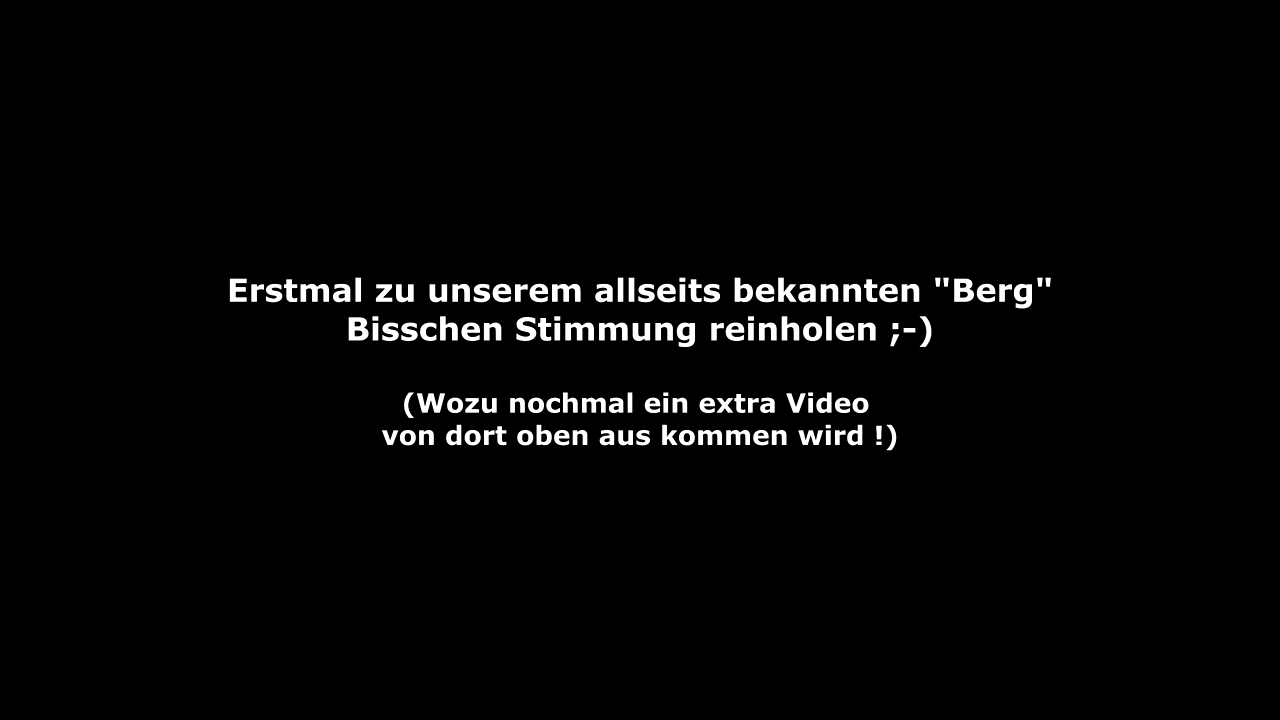 Erstmal zu unserem allseits bekannten "Berg"
Bisschen Stimmung reinholen ;-)
(Wozu nochmal ein extra Video
von dort oben aus kommen wird !)